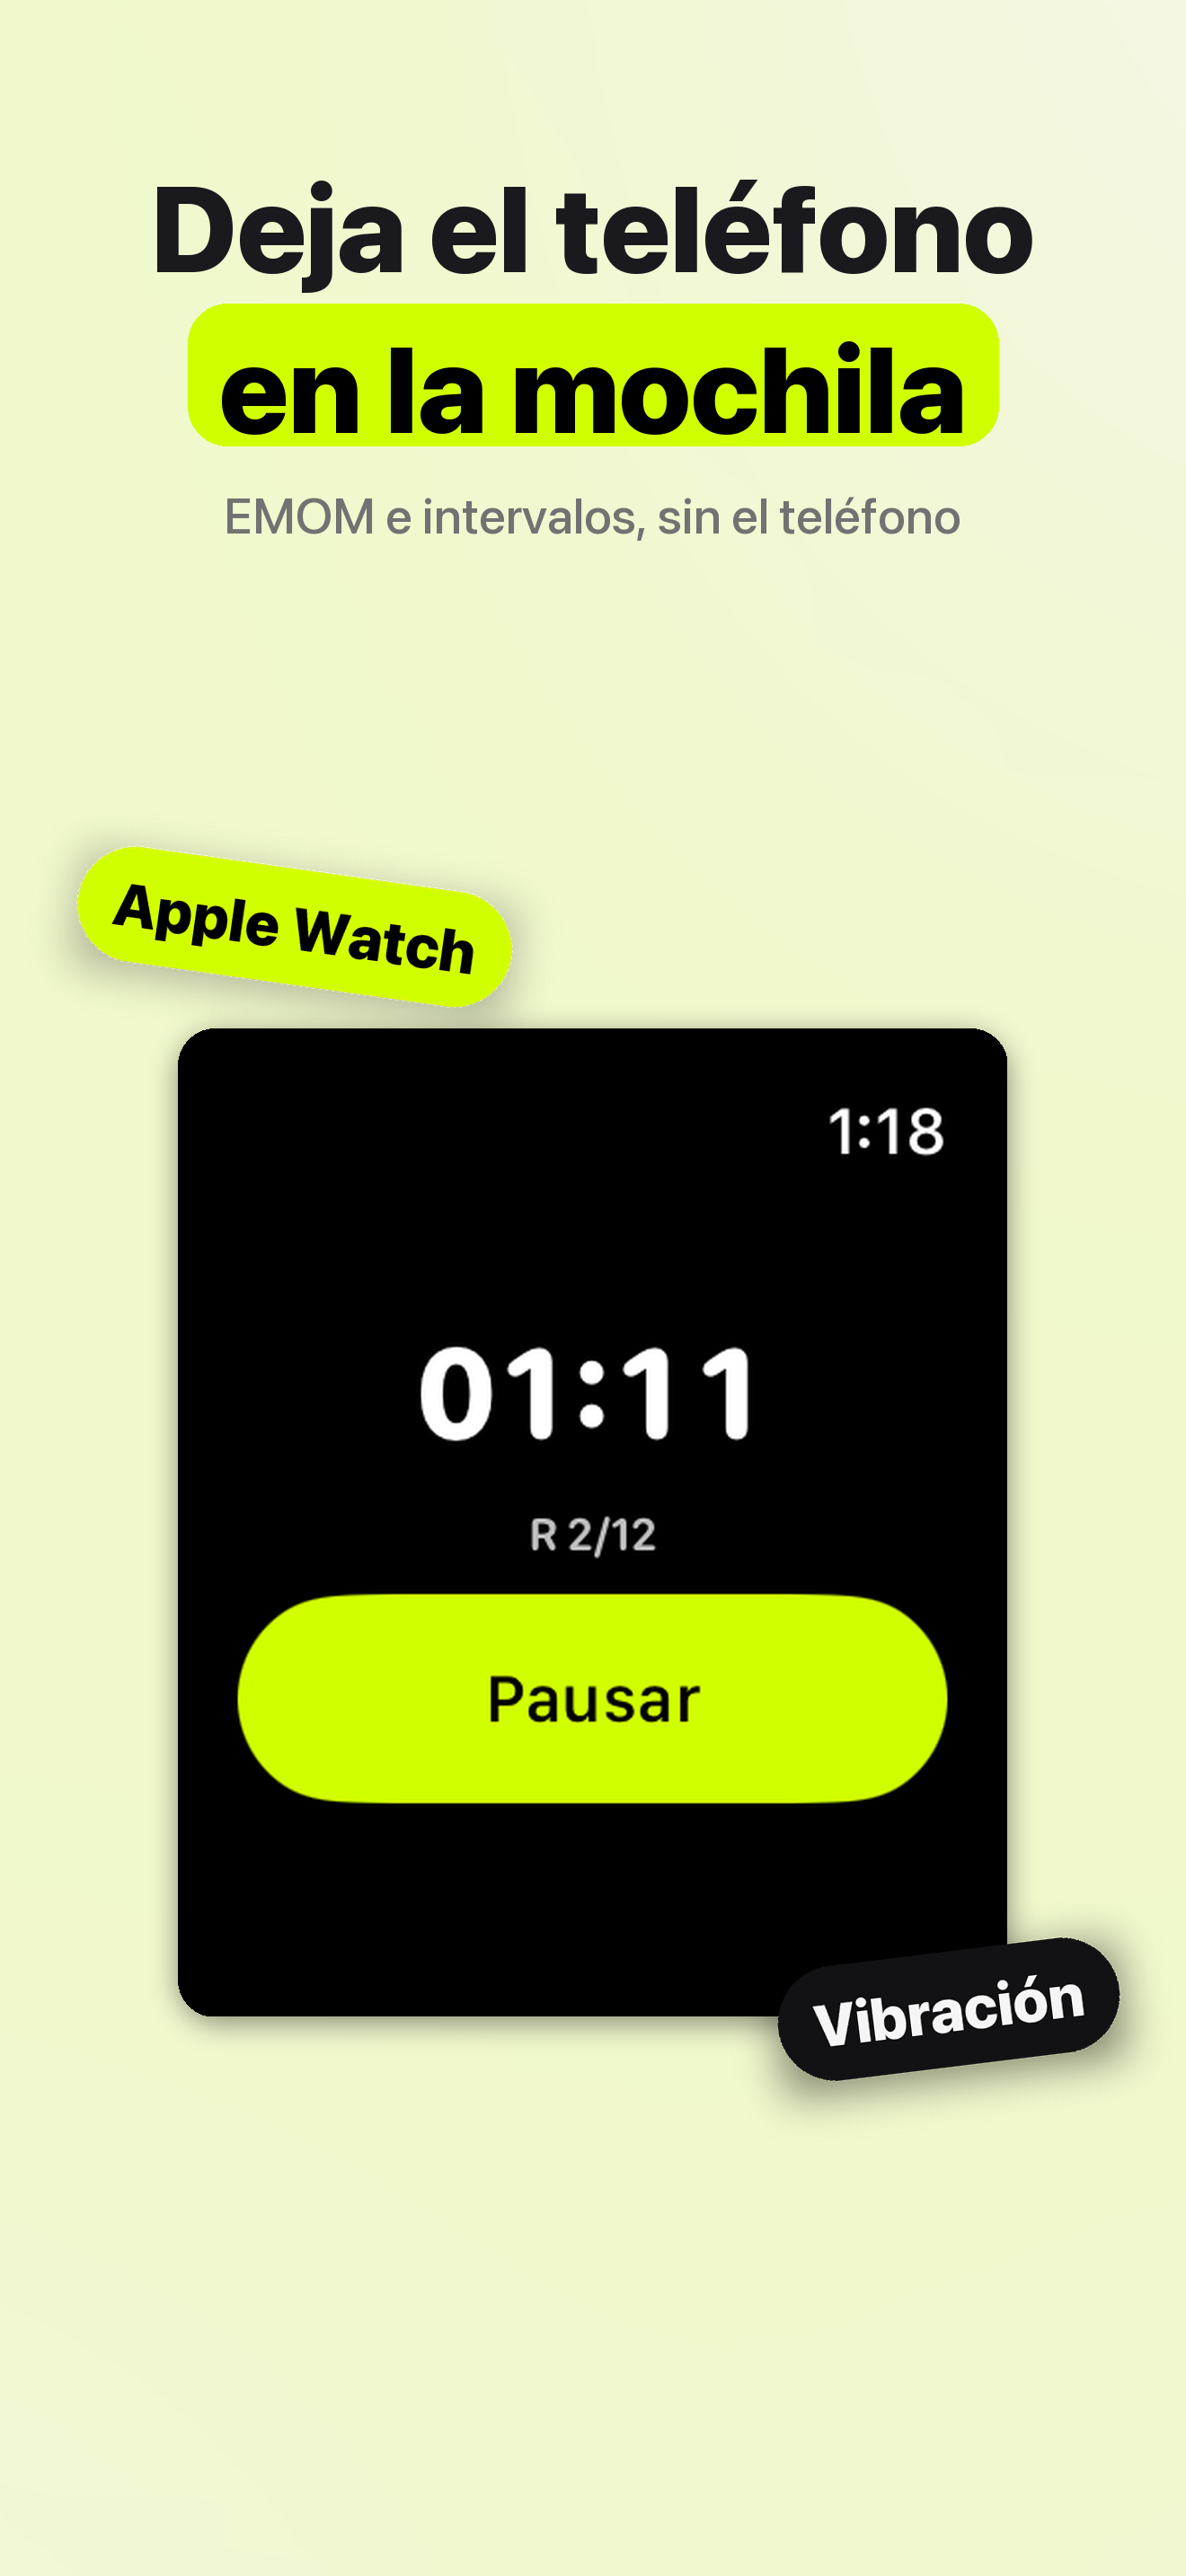 Deja el teléfono
en la mochila
EMOM e intervalos, sin el teléfono
Apple Watch
1:18
01:11
R 2/12
Pausar
Vibración